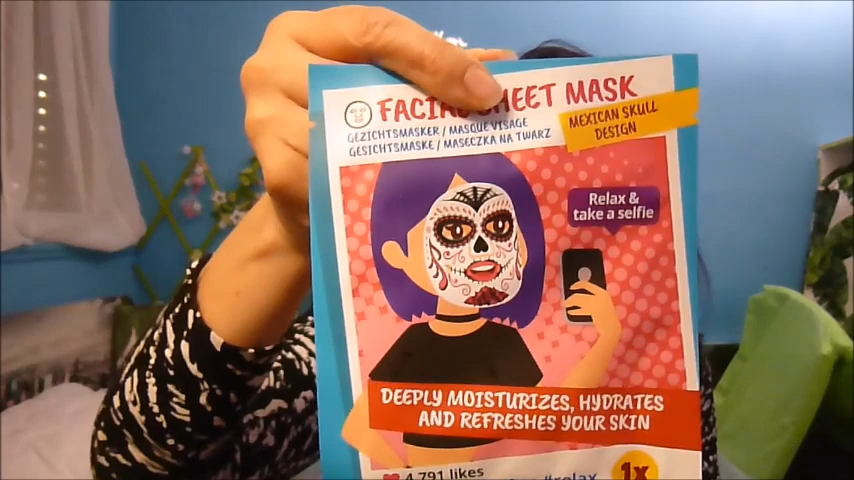 FACIAL SHEET MASK
GEZICHTSMASKER / MASQUE VISAGE
GESICHTSMASKE / MASECZKA NA TWARZ
MEXICAN SKULL
DESIGN
Relax &
take a selfie
DEEPLY MOISTURIZES, HYDRATES
AND REFRESHES YOUR SKIN
4.791 likes
#relax
1x